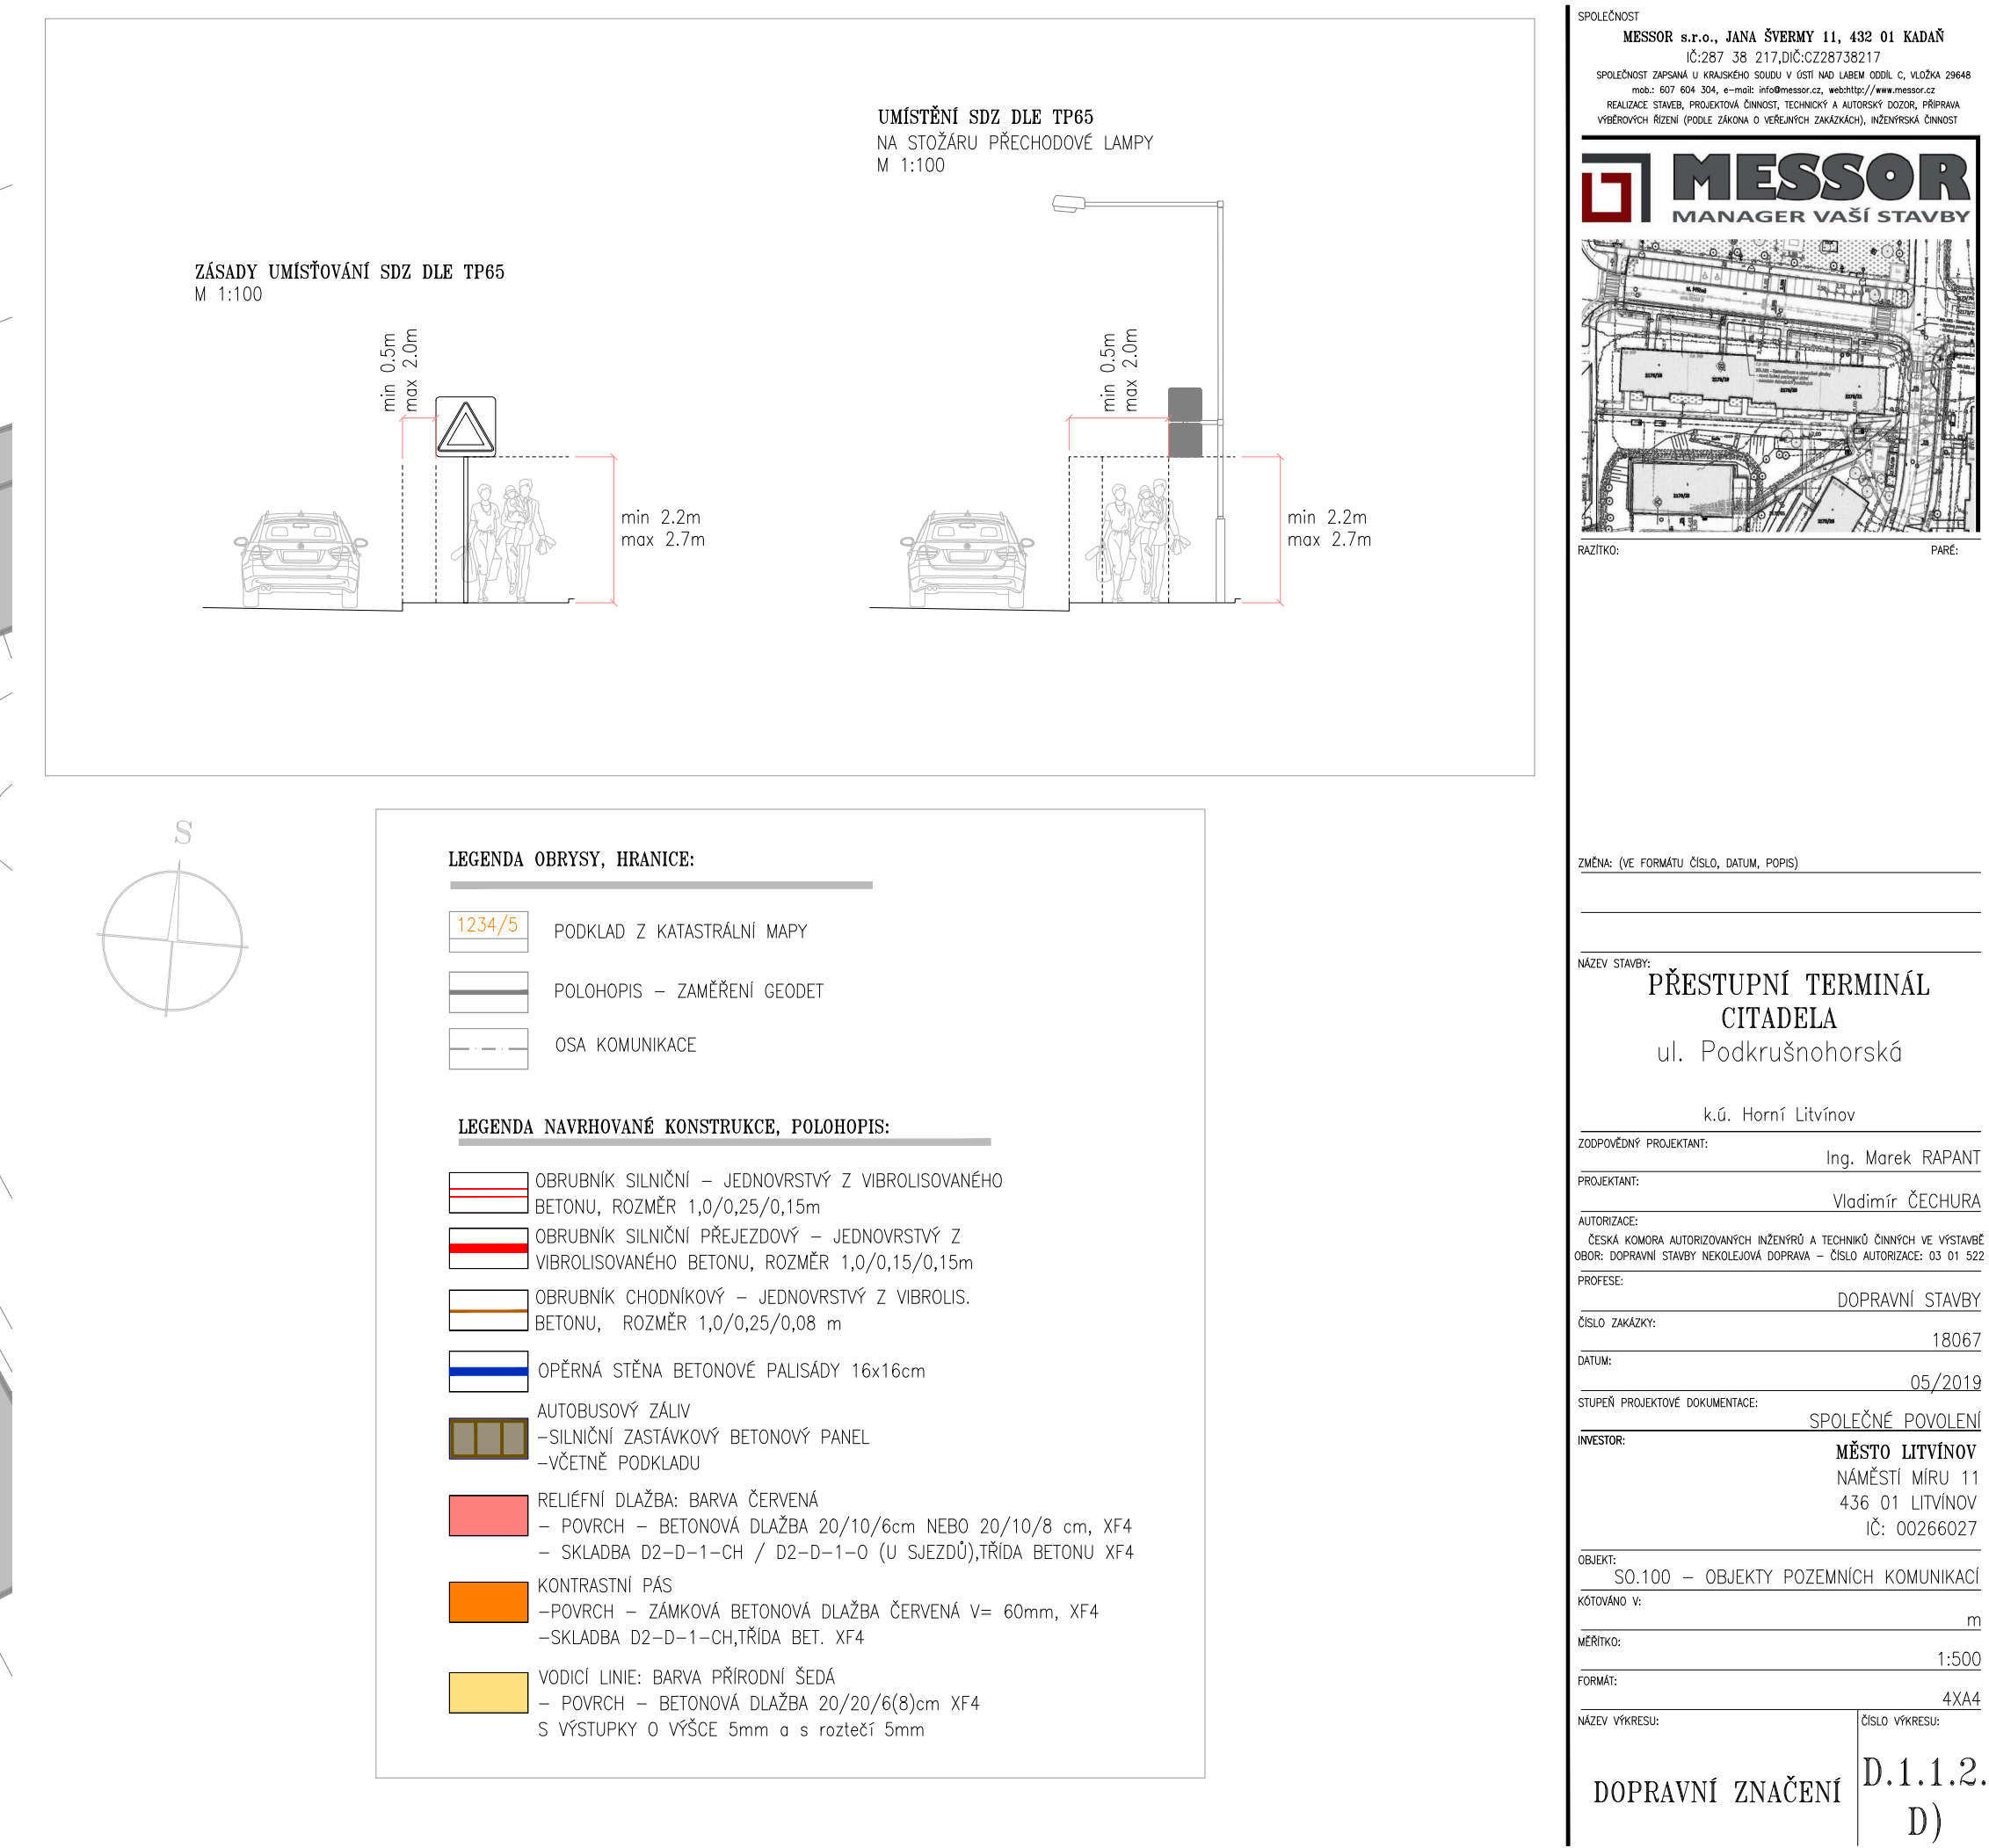 UMÍSTĚNÍ SDZ DLE TP65
NA STOŽÁRU PŘECHODOVÉ LAMPY
M 1:100
ZÁSADY UMÍSŤOVÁNÍ SDZ DLE TP65
M 1:100
min 0.5m
max 2.0m
min 2.2m
max 2.7m
min 0.5m
max 2.0m
min 2.2m
max 2.7m
S
LEGENDA OBRYSY, HRANICE:
1234/5
PODKLAD Z KATASTRÁLNÍ MAPY
POLOHOPIS – ZAMĚŘENÍ GEODET
OSA KOMUNIKACE
LEGENDA NAVRHOVANÉ KONSTRUKCE, POLOHOPIS:
OBRUBNÍK SILNIČNÍ – JEDNOVRSTVÝ Z VIBROLISOVANÉHO
BETONU, ROZMĚR 1,0/0,25/0,15m
OBRUBNÍK SILNIČNÍ PŘEJEZDOVÝ – JEDNOVRSTVÝ Z
VIBROLISOVANÉHO BETONU, ROZMĚR 1,0/0,15/0,15m
OBRUBNÍK CHODNÍKOVÝ – JEDNOVRSTVÝ Z VIBROLIS.
BETONU, ROZMĚR 1,0/0,25/0,08 m
OPĚRNÁ STĚNA BETONOVÉ PALISÁDY 16x16cm
AUTOBUSOVÝ ZÁLIV
–SILNIČNÍ ZASTÁVKOVÝ BETONOVÝ PANEL
–VČETNĚ PODKLADU
RELIÉFNÍ DLAŽBA: BARVA ČERVENÁ
– POVRCH – BETONOVÁ DLAŽBA 20/10/6cm NEBO 20/10/8 cm, XF4
– SKLADBA D2–D–1–CH / D2–D–1–O (U SJEZDŮ),TŘÍDA BETONU XF4
KONTRASTNÍ PÁS
–POVRCH – ZÁMKOVÁ BETONOVÁ DLAŽBA ČERVENÁ V= 60mm, XF4
–SKLADBA D2–D–1–CH,TŘÍDA BET. XF4
VODICÍ LINIE: BARVA PŘÍRODNÍ ŠEDÁ
– POVRCH – BETONOVÁ DLAŽBA 20/20/6(8)cm XF4
S VÝSTUPKY O VÝŠCE 5mm a s roztečí 5mm
SPOLEČNOST
MESSOR s.r.o., JANA ŠVERMY 11, 432 01 KADAŇ
IČ:287 38 217,DIČ:CZ28738217
SPOLEČNOST ZAPSANÁ U KRAJSKÉHO SOUDU V ÚSTÍ NAD LABEM ODDÍL C, VLOŽKA 29648
mob.: 607 604 304, e–mail: info@messor.cz, web:http://www.messor.cz
REALIZACE STAVEB, PROJEKTOVÁ ČINNOST, TECHNICKÝ A AUTORSKÝ DOZOR, PŘÍPRAVA
VÝBĚROVÝCH ŘIZENÍ (PODLE ZÁKONA O VEŘEJNÝCH ZAKÁZKÁCH), INŽENÝRSKÁ ČINNOST
MESSOR
MANAGER VAŠÍ STAVBY
RAZÍTKO:
PARÉ:
ZMĚNA: (VE FORMÁTU ČÍSLO, DATUM, POPIS)
NÁZEV STAVBY:
PŘESTUPNÍ TERMINÁL
CITADELA
ul. Podkrušnohorská
k.ú. Horní Litvínov
ZODPOVĚDNÝ PROJEKTANT:
Ing. Marek RAPANT
PROJEKTANT:
Vladimír ČECHURA
AUTORIZACE:
ČESKÁ KOMORA AUTORIZOVANÝCH INŽENÝRŮ A TECHNIKŮ ČINNÝCH VE VÝSTAVBĚ
OBOR: DOPRAVNÍ STAVBY NEKOLEJOVÁ DOPRAVA – ČÍSLO AUTORIZACE: 03 01 522
PROFESE:
DOPRAVNÍ STAVBY
ČÍSLO ZAKÁZKY:
18067
DATUM:
05/2019
STUPEŇ PROJEKTOVÉ DOKUMENTACE:
SPOLEČNÉ POVOLENÍ
INVESTOR:
MĚSTO LITVÍNOV
NÁMĚSTÍ MÍRU 11
436 01 LITVÍNOV
IČ: 00266027
OBJEKT:
SO.100 – OBJEKTY POZEMNÍCH KOMUNIKACÍ
KÓTOVÁNO V:
m
MĚŘÍTKO:
1:500
FORMÁT:
4XA4
NÁZEV VÝKRESU:
DOPRAVNÍ ZNAČENÍ
ČÍSLO VÝKRESU:
D.1.1.2.
D)